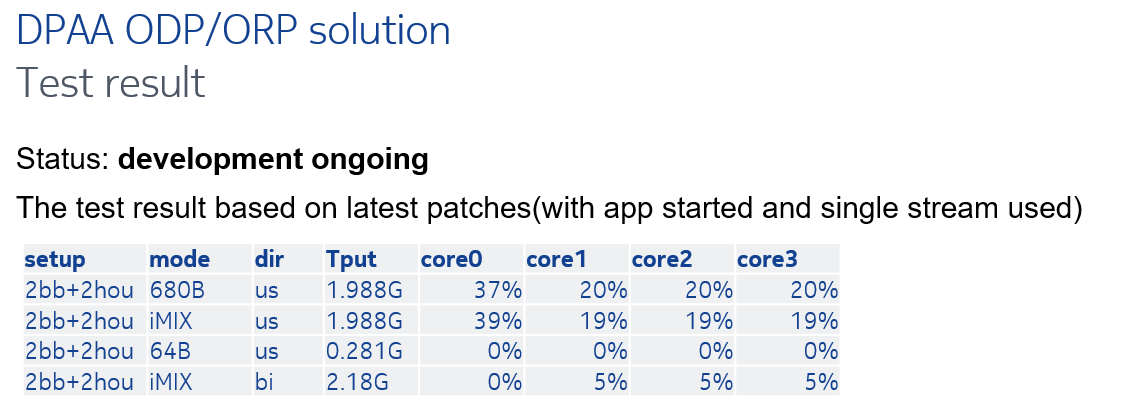 DPAA ODP/ORP solution
Test result
Status: development ongoing
The test result based on latest patches(with app started and single stream used)
setup mode dir Tput core0 core1 core2 core3
2bb+2hou 680B us 1.988G 37% 20% 20% 20%
2bb+2hou iMIX us 1.988G 39% 19% 19% 19%
2bb+2hou 64B us 0.281G 0% 0% 0% 0%
2bb+2hou iMIX bi 2.18G 0% 5% 5% 5%